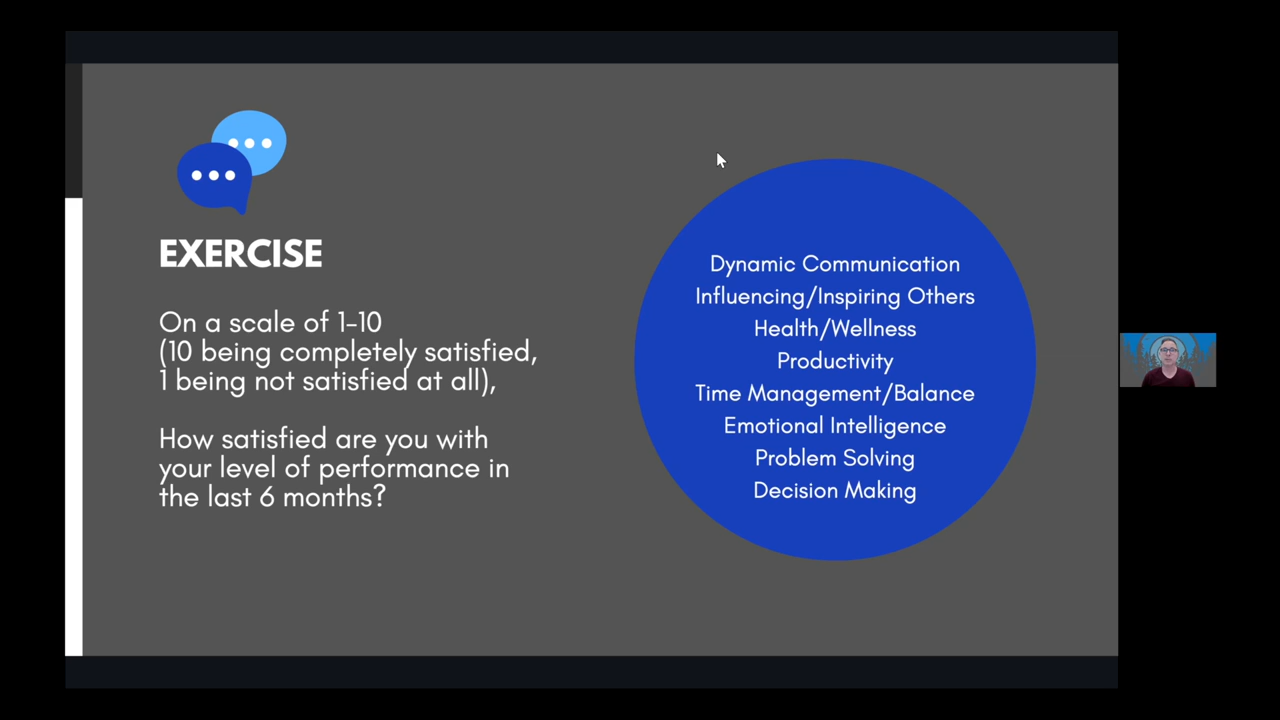 EXERCISE
On a scale of 1-10
(10 being completely satisfied,
1 being not satisfied at all),
How satisfied are you with
your level of performance in
the last 6 months?
Dynamic Communication
Influencing/Inspiring Others
Health/Wellness
Productivity
Time Management/Balance
Emotional Intelligence
Problem Solving
Decision Making